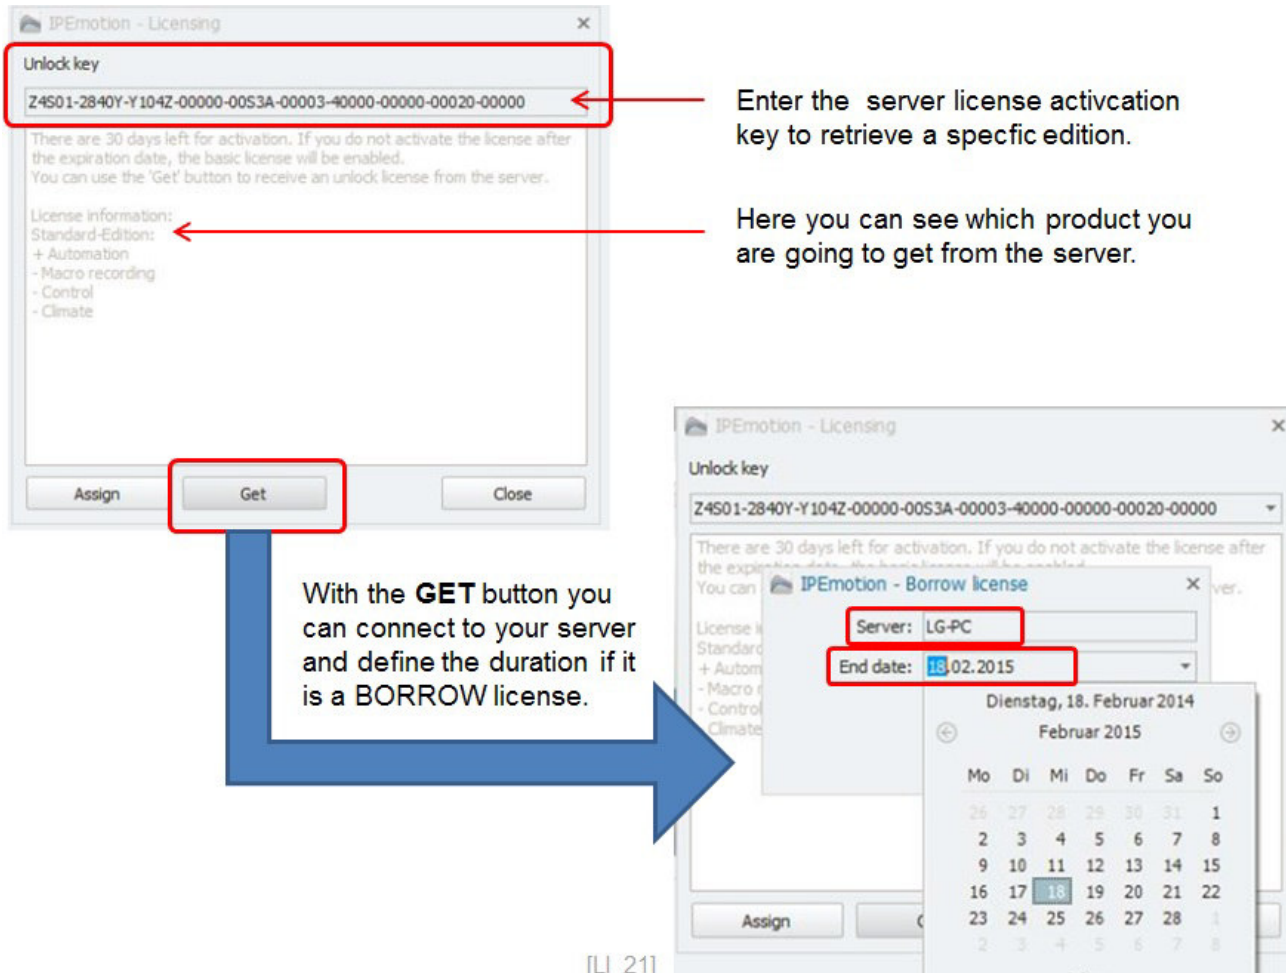 IPEmotion - Licensing
Unlock key
Z4S01-2840Y-Y104Z-00000-00S3A-00003-40000-00000-00020-00000
There are 30 days left for activation. If you do not activate the license after
the expiration date, the basic license will be enabled.
You can use the 'Get' button to receive an unlock license from the server.
License information:
Standard-Edition:
+ Automation
- Macro recording
- Control
- Climate
Assign Get Close
Enter the server license activcation
key to retrieve a specfic edition.
Here you can see which product you
are going to get from the server.
With the GET button you
can connect to your server
and define the duration if it
is a BORROW license.
IPEmotion - Licensing
Unlock key
Z4S01-2840Y-Y104Z-00000-00S3A-00003-40000-00000-00020-00000
There are 30 days left for activation. If you do not activate the license after
the
You can ver.
License
Standard
+ Autom
- Macro
- Control
Climate
IPEmotion - Borrow license
Server: LG-PC
End date: 18.02.2015
Dienstag, 18. Februar 2014
Februar 2015
Mo Di Mi Do Fr Sa So
26 27 28 29 30 31 1
2 3 4 5 6 7 8
9 10 11 12 13 14 15
16 17 18 19 20 21 22
23 24 25 26 27 28 1
2 3 4 5 6 7 8
Assign
[LI_21]